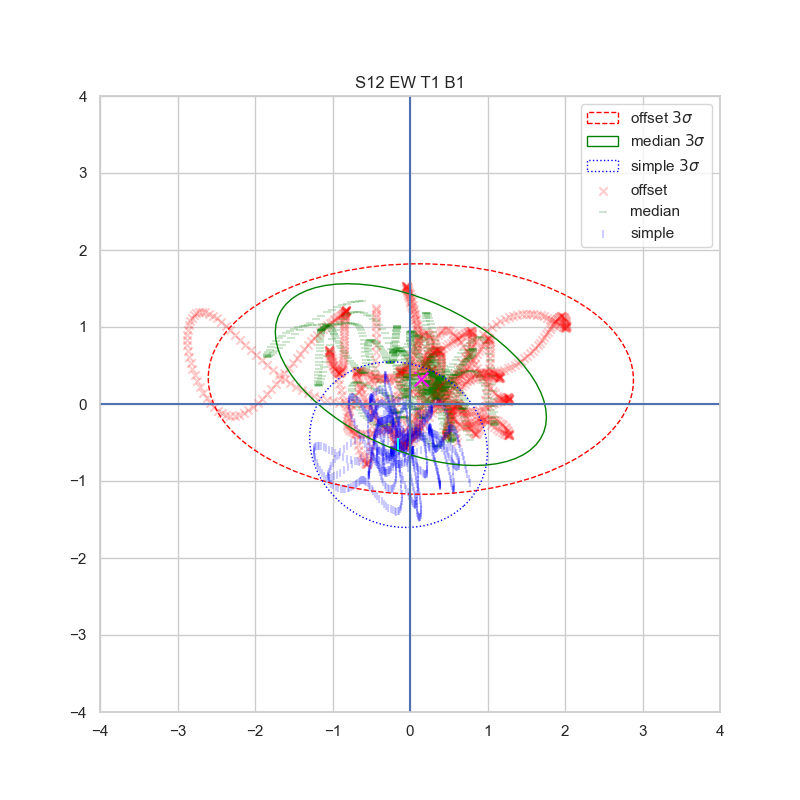 S12 EW T1 B1
offset 3σ
median 3σ
simple 3σ
offset
median
simple
4
3
2
1
0
−1
−2
−3
−4
−4 −3 −2 −1 0 1 2 3 4